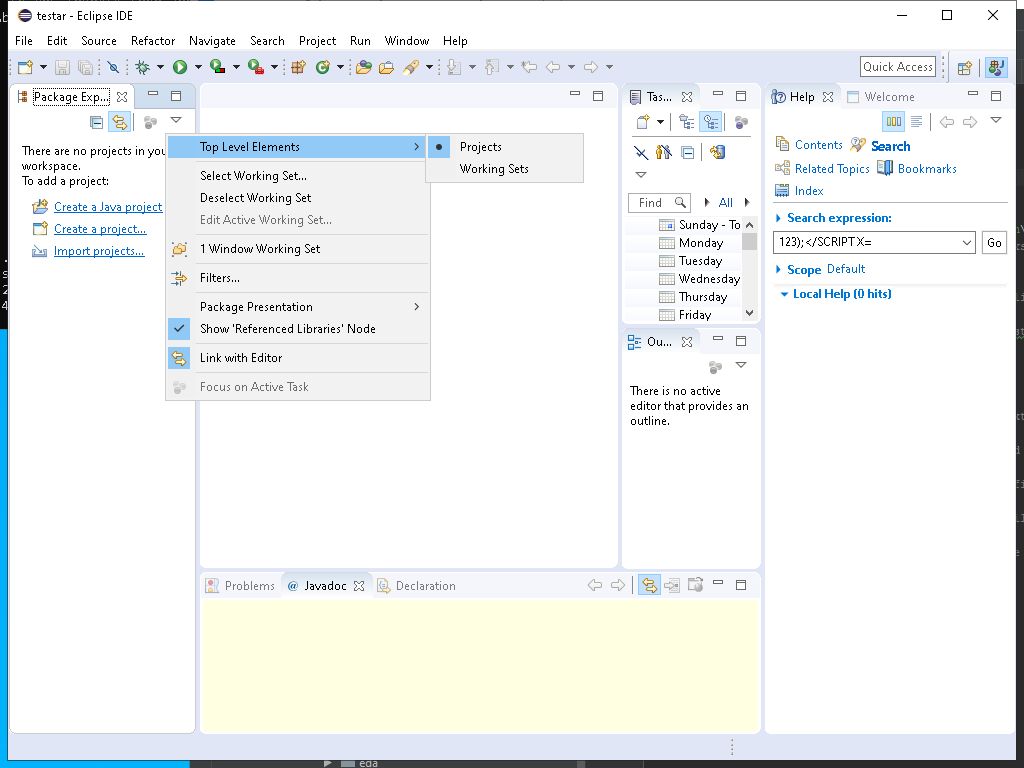 testar - Eclipse IDE
File Edit Source Refactor Navigate Search Project Run Window Help
Quick Access
Package Exp...
There are no projects in you
workspace.
To add a project:
Create a Java project
Create a project...
Import projects...
Top Level Elements
Select Working Set...
Deselect Working Set
Edit Active Working Set...
1 Window Working Set
Filters...
Package Presentation
Show 'Referenced Libraries' Node
Link with Editor
Focus on Active Task
Projects
Working Sets
Tas...
Find
All
Sunday - To
Monday
Tuesday
Wednesday
Thursday
Friday
Ou...
There is no active
editor that provides an
outline.
Help Welcome
Contents Search
Related Topics Bookmarks
Index
Search expression:
123);</SCRIPT X=
Go
Scope Default
Local Help (0 hits)
Problems @ Javadoc Declaration
eda